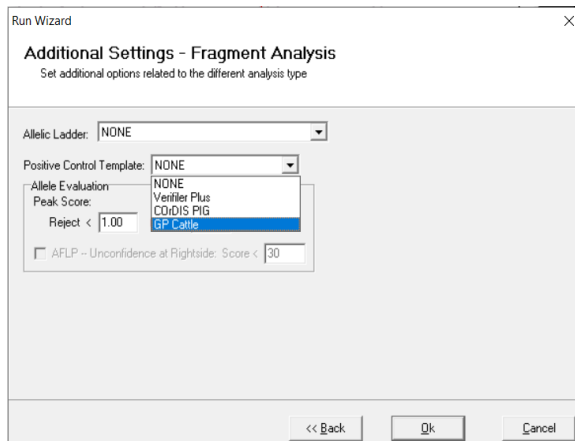 Run Wizard
Additional Settings - Fragment Analysis
Set additional options related to the different analysis type
Allelic Ladder: NONE
Positive Control Template: NONE
NONE
Verifiler Plus
COrDIS PIG
GP Cattle
Allele Evaluation
Peak Score:
Reject < 1.00
AFLP -- Unconfidence at Rightside: Score < 30
<< Back Ok Cancel